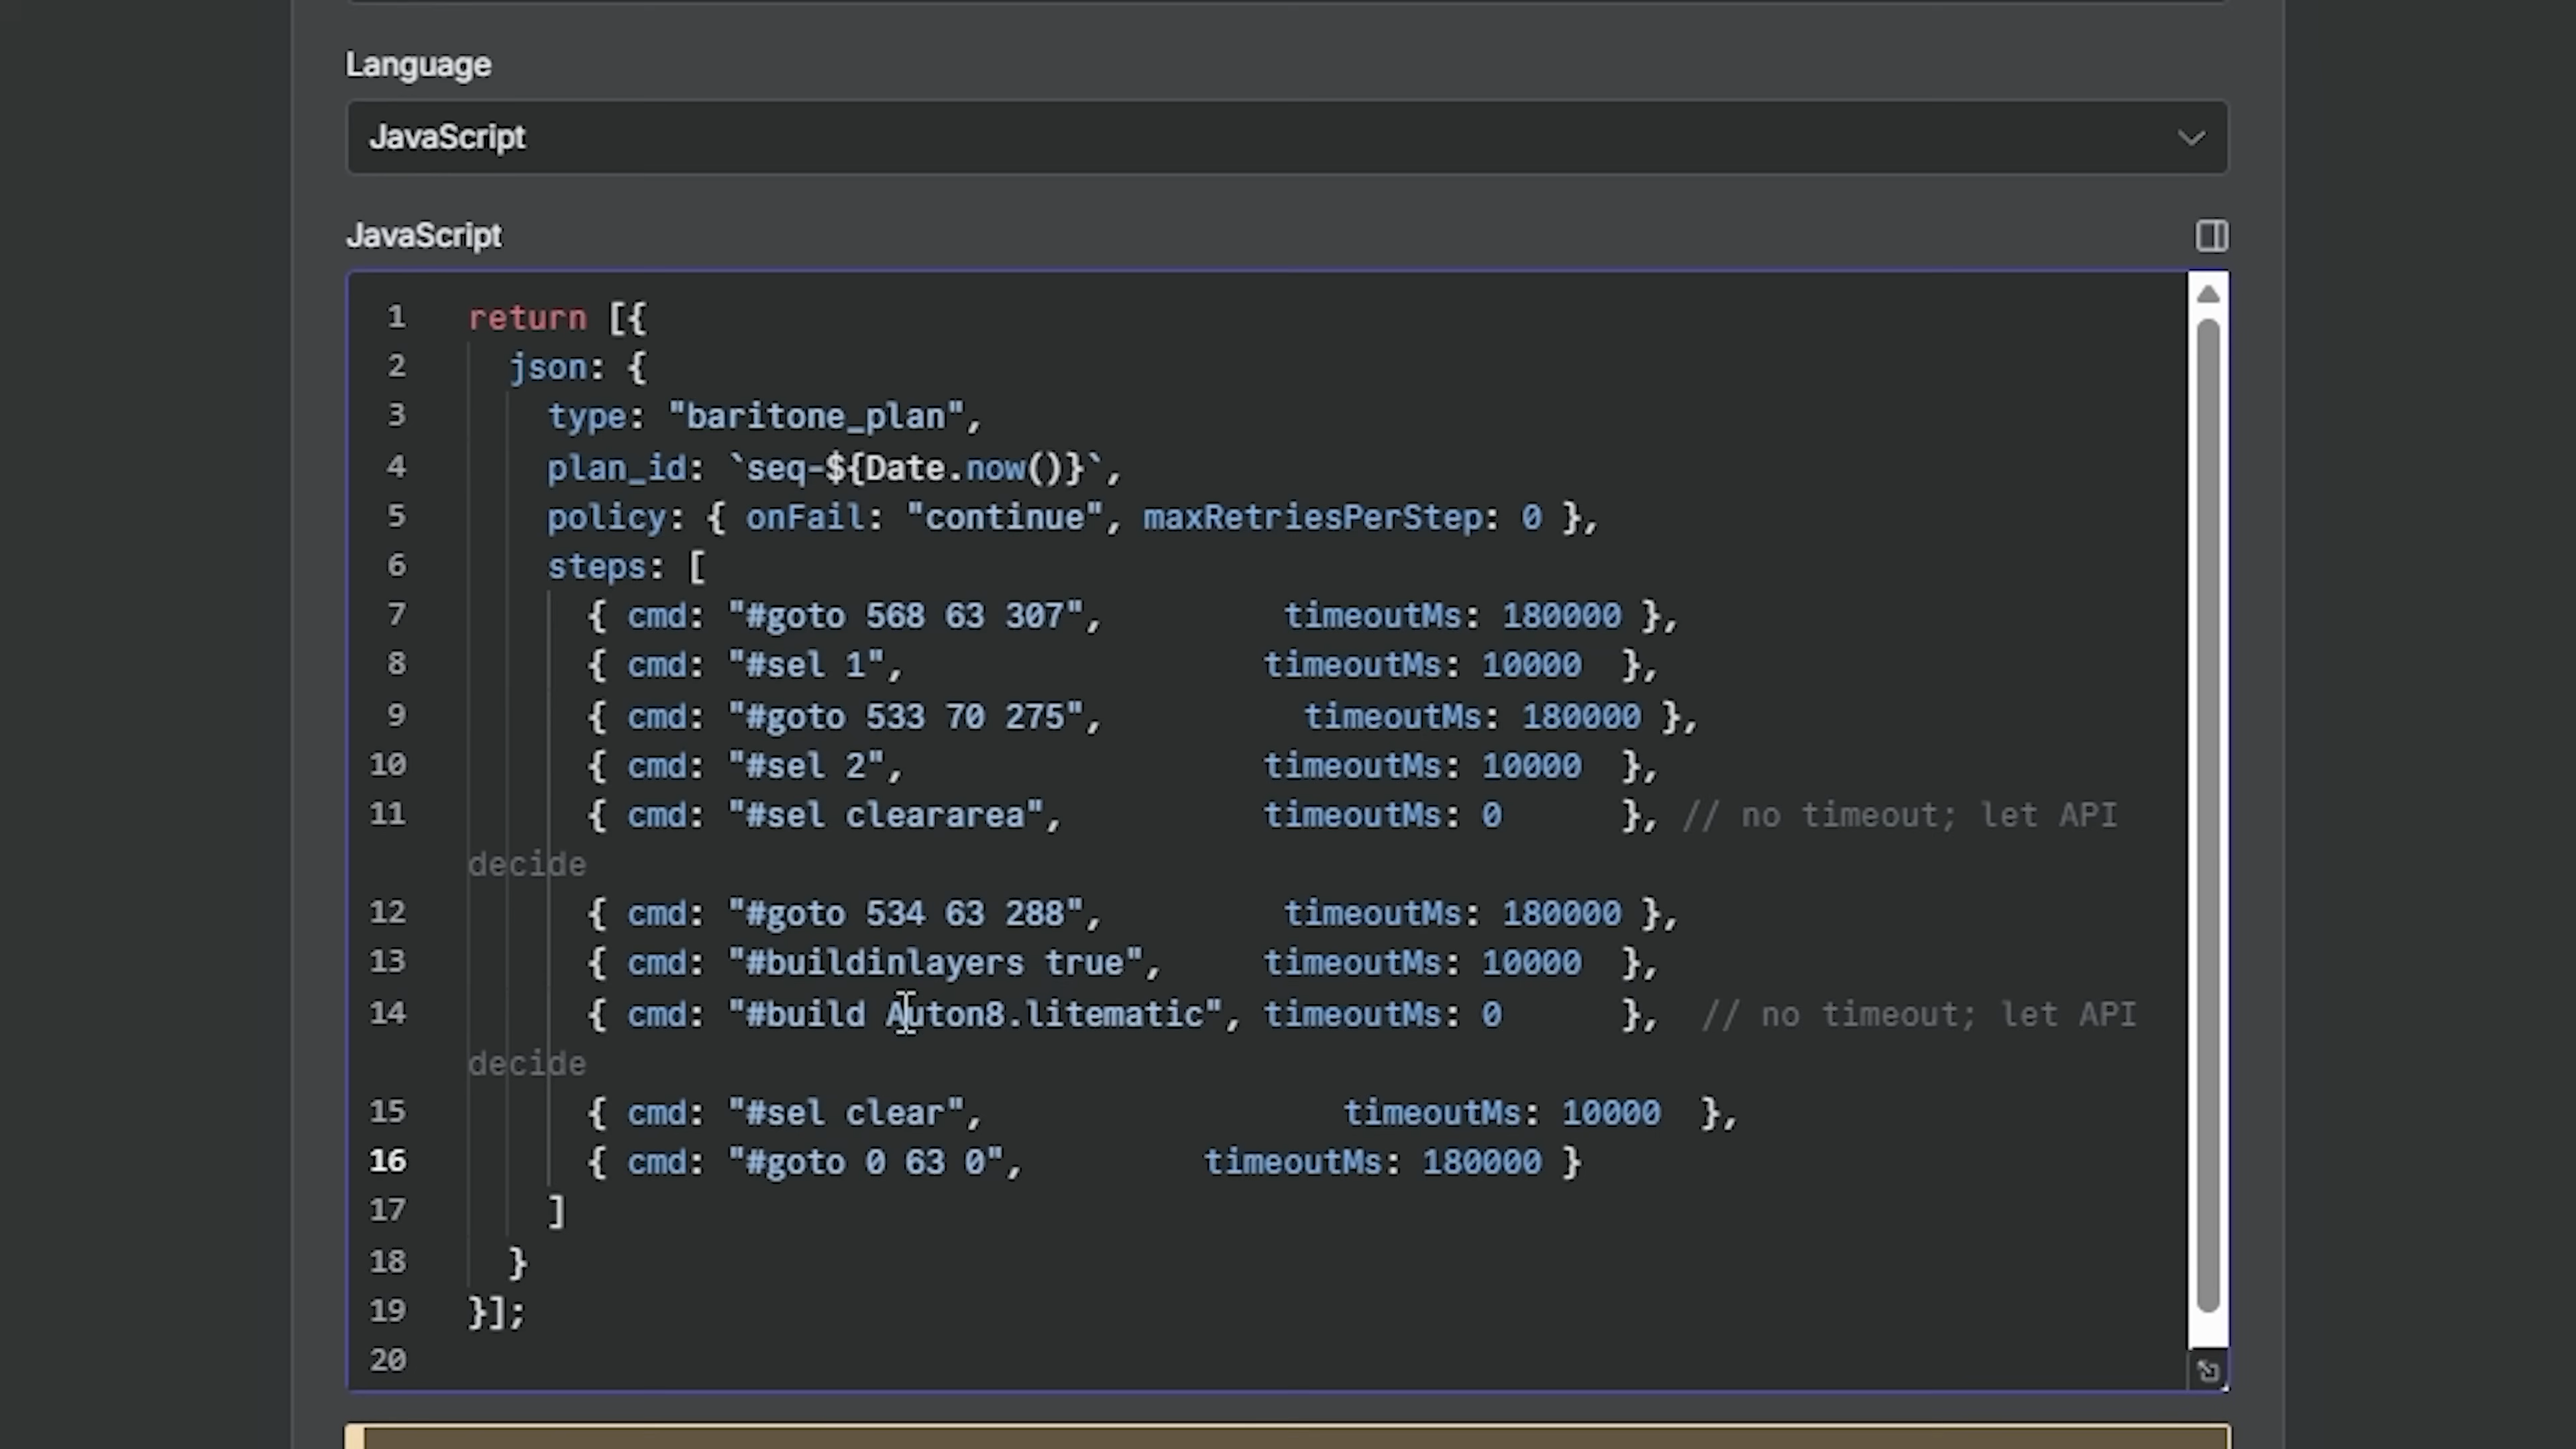 Language
JavaScript
JavaScript
1 return [{
2 json: {
3 type: "baritone_plan",
4 plan_id: `seq-${Date.now()}`,
5 policy: { onFail: "continue", maxRetriesPerStep: 0 },
6 steps: [
7 { cmd: "#goto 568 63 307", timeoutMs: 180000 },
8 { cmd: "#sel 1", timeoutMs: 10000 },
9 { cmd: "#goto 533 70 275", timeoutMs: 180000 },
10 { cmd: "#sel 2", timeoutMs: 10000 },
11 { cmd: "#sel cleararea", timeoutMs: 0 }, // no timeout; let API
decide
12 { cmd: "#goto 534 63 288", timeoutMs: 180000 },
13 { cmd: "#buildinlayers true", timeoutMs: 10000 },
14 { cmd: "#build Auton8.litematic", timeoutMs: 0 }, // no timeout; let API
decide
15 { cmd: "#sel clear", timeoutMs: 10000 },
16 { cmd: "#goto 0 63 0", timeoutMs: 180000 }
17 ]
18 }
19 }];
20